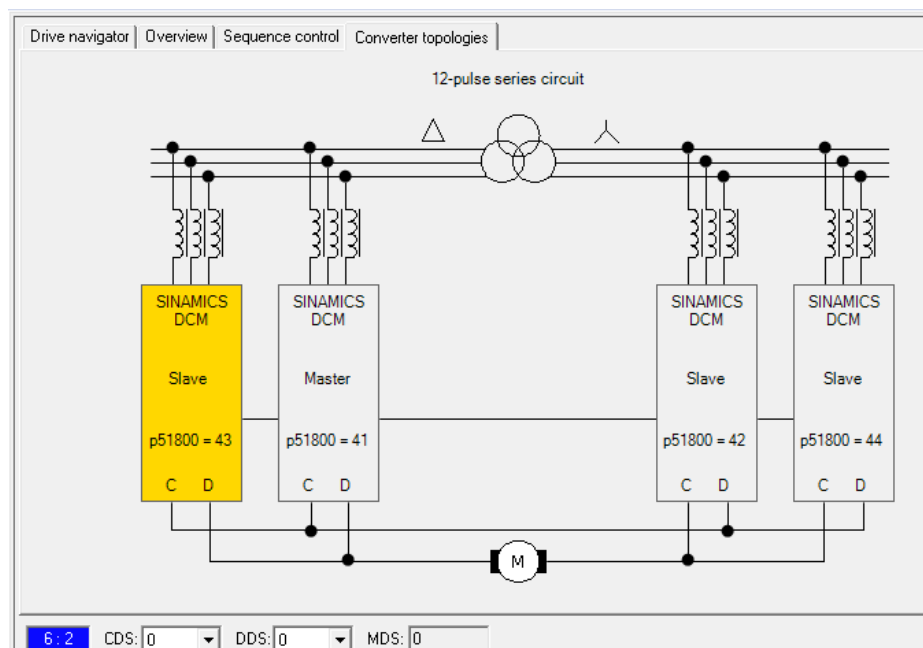 Drive navigator Overview Sequence control Converter topologies
12-pulse series circuit
SINAMICS DCM
Slave
p51800 = 43
C D
SINAMICS DCM
Master
p51800 = 41
C D
SINAMICS DCM
Slave
p51800 = 42
C D
SINAMICS DCM
Slave
p51800 = 44
C D
M
6 : 2 CDS: 0 DDS: 0 MDS: 0